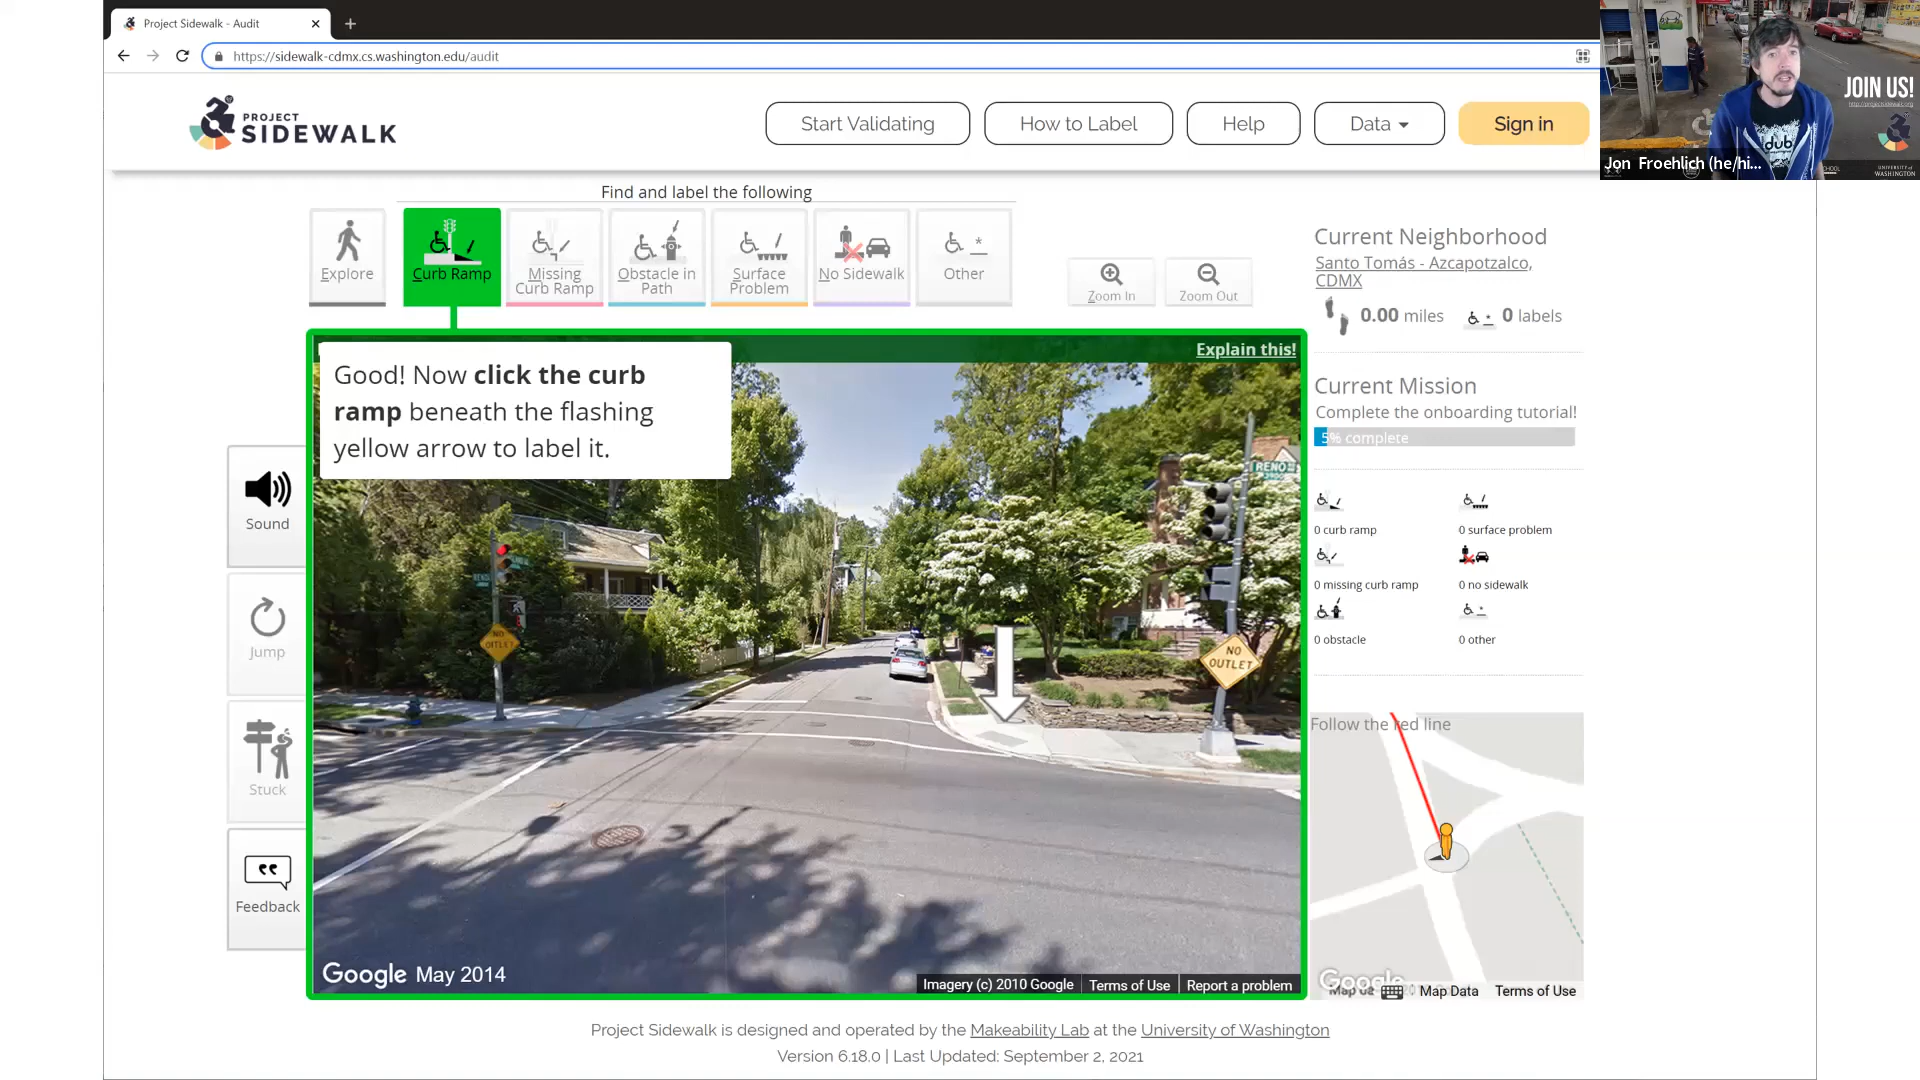 Project Sidewalk - Audit
https://sidewalk-cdmx.cs.washington.edu/audit
PROJECT
SIDEWALK
Start Validating
How to Label
Help
Data
Sign in
JOIN US!
dub
Jon Froehlich (he/hi...
UNIVERSITY of
WASHINGTON
Find and label the following
Explore
Curb Ramp
Missing
Curb Ramp
Obstacle in
Path
Surface
Problem
No Sidewalk
Other
Zoom In
Zoom Out
Current Neighborhood
Santo Tomás - Azcapotzalco,
CDMX
0.00 miles
0 labels
Explain this!
Good! Now click the curb
ramp beneath the flashing
yellow arrow to label it.
Current Mission
Complete the onboarding tutorial!
5% complete
RENO
NO
OUTLET
NO
OUTLET
Sound
Jump
Stuck
Feedback
0 curb ramp
0 surface problem
0 missing curb ramp
0 no sidewalk
0 obstacle
0 other
Follow the red line
Google May 2014
Imagery (c) 2010 Google
Terms of Use
Report a problem
Google
Map Data
Terms of Use
Project Sidewalk is designed and operated by the Makeability Lab at the University of Washington
Version 6.18.0 | Last Updated: September 2, 2021